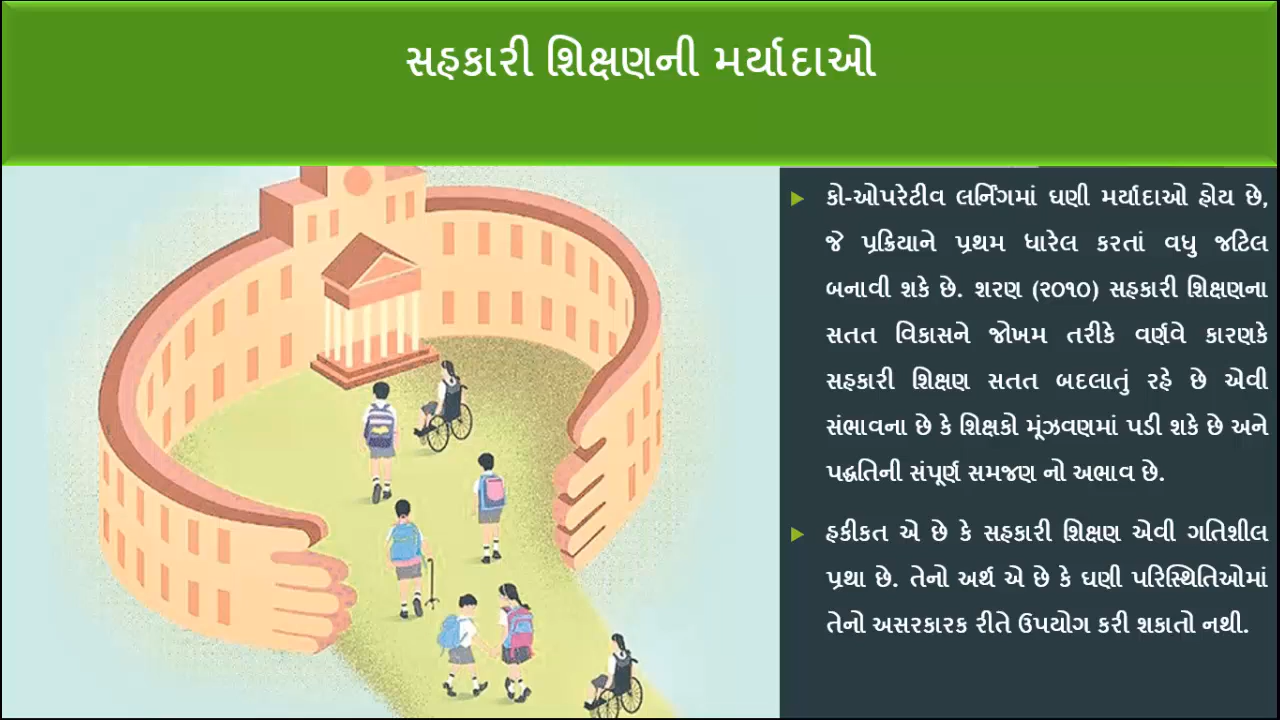 સહકારી શિક્ષણની મર્યાદાઓ
કો-ઓપરેટીવ લર્નિંગમાં ઘણી મર્યાદાઓ હોય છે,
જે પ્રક્રિયાને પ્રથમ ધારેલ કરતાં વધુ જટિલ
બનાવી શકે છે. શરણ (૨૦૧૦) સહકારી શિક્ષણના
સતત વિકાસને જોખમ તરીકે વર્ણવે કારણકે
સહકારી શિક્ષણ સતત બદલાતું રહે છે એવી
સંભાવના છે કે શિક્ષકો મૂંઝવણમાં પડી શકે છે અને
પદ્ધતિની સંપૂર્ણ સમજણ નો અભાવ છે.
હકીકત એ છે કે સહકારી શિક્ષણ એવી ગતિશીલ
પ્રથા છે. તેનો અર્થ એ છે કે ઘણી પરિસ્થિતિઓમાં
તેનો અસરકારક રીતે ઉપયોગ કરી શકાતો નથી.